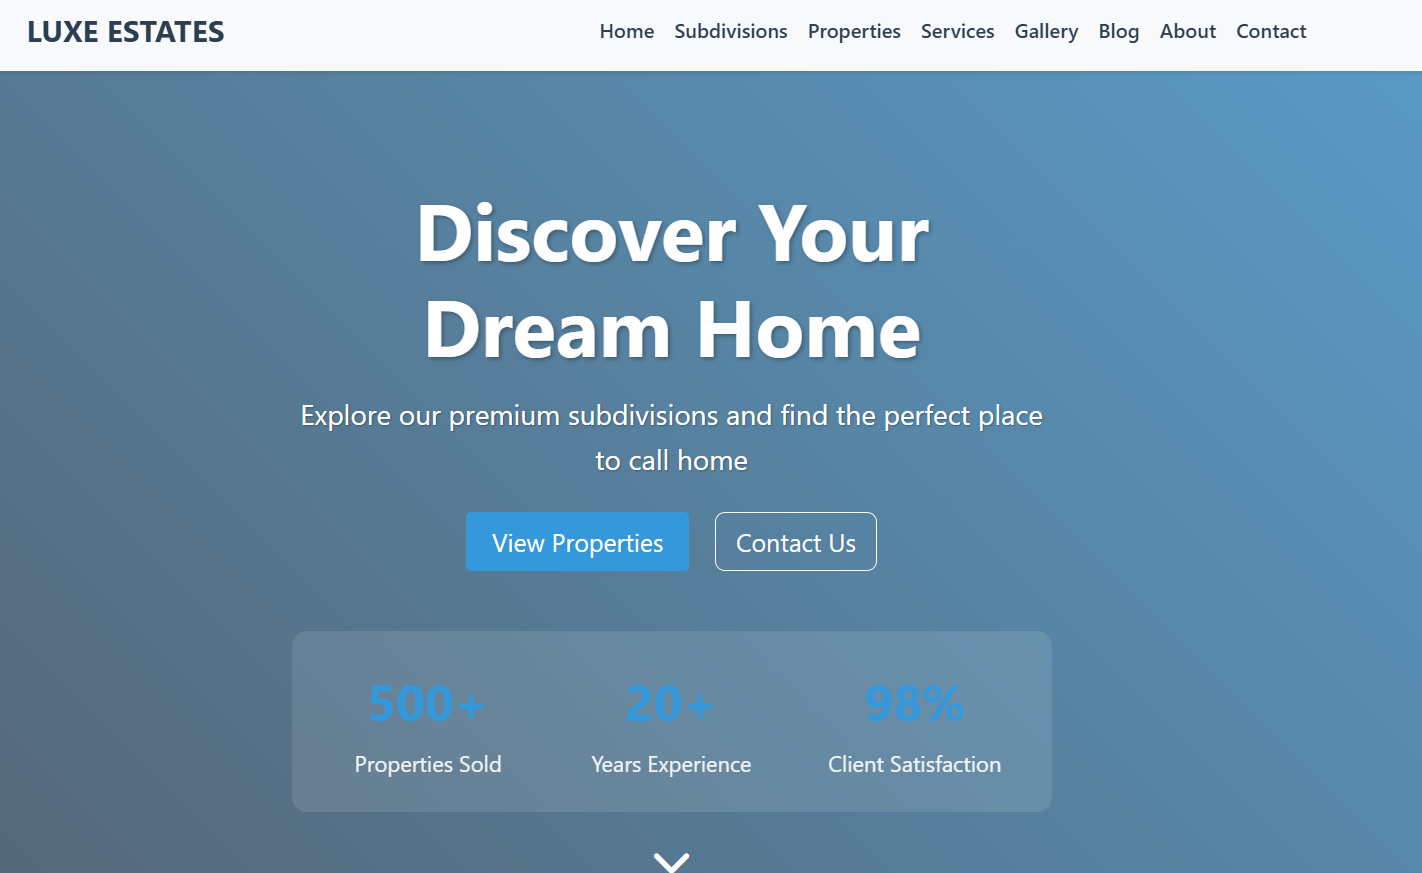 LUXE ESTATES
Home Subdivisions Properties Services Gallery Blog About Contact
Discover Your
Dream Home
Explore our premium subdivisions and find the perfect place
to call home
View Properties Contact Us
500+ 20+ 98%
Properties Sold Years Experience Client Satisfaction